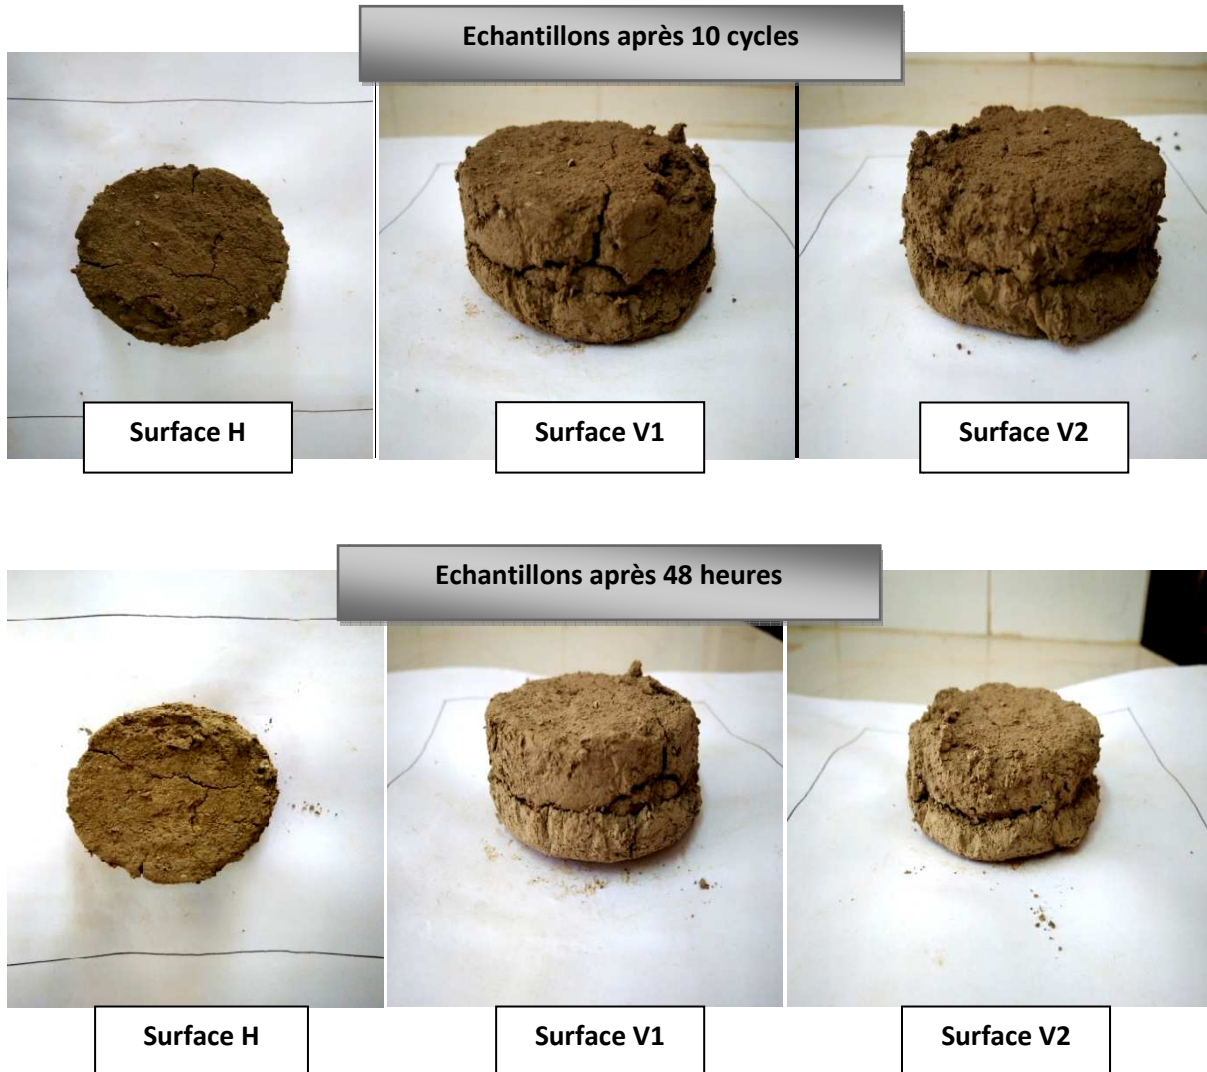 Echantillons après 10 cycles
Surface H
Surface V1
Surface V2
Echantillons après 48 heures
Surface H
Surface V1
Surface V2